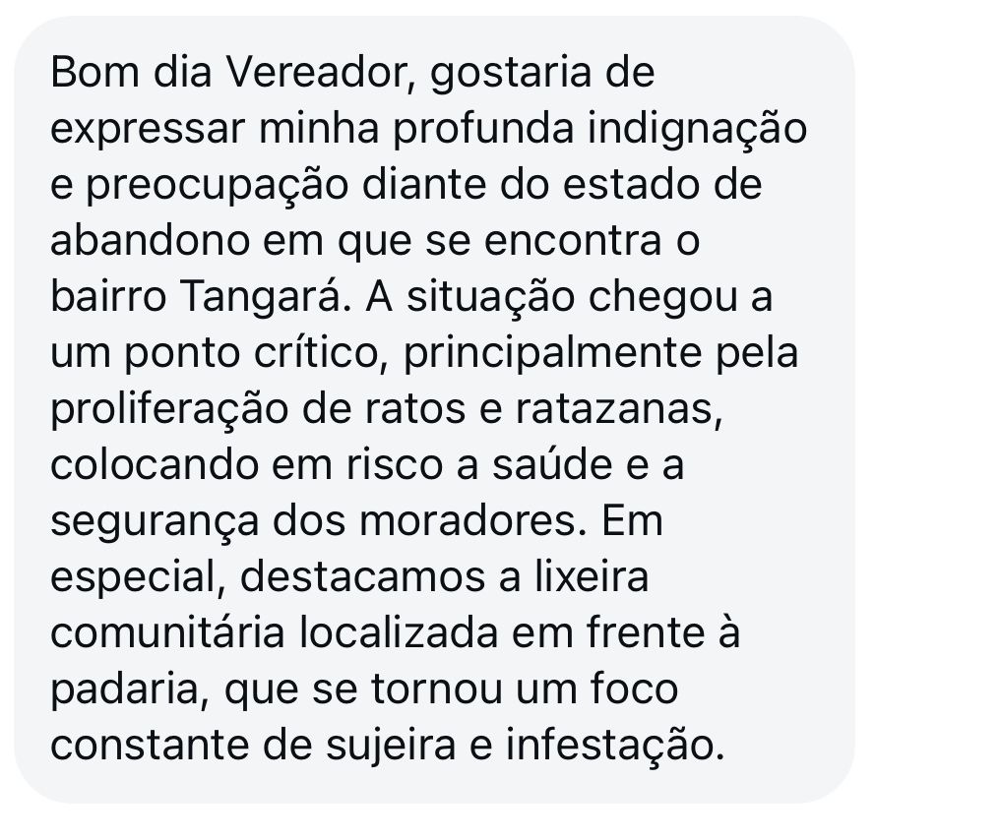 Bom dia Vereador, gostaria de
expressar minha profunda indignação
e preocupação diante do estado de
abandono em que se encontra o
bairro Tangará. A situação chegou a
um ponto crítico, principalmente pela
proliferação de ratos e ratazanas,
colocando em risco a saúde e a
segurança dos moradores. Em
especial, destacamos a lixeira
comunitária localizada em frente à
padaria, que se tornou um foco
constante de sujeira e infestação.